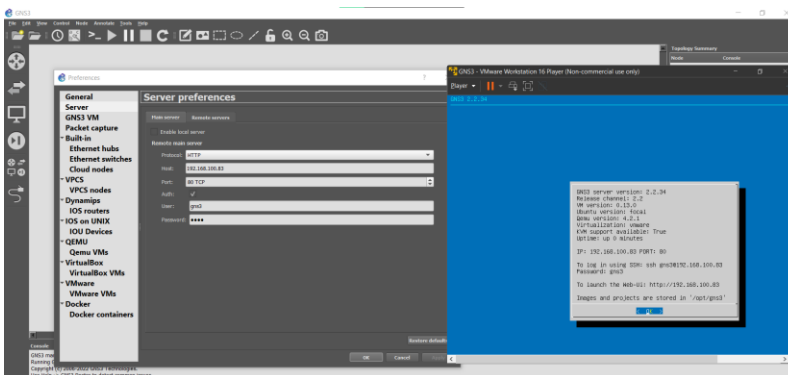 GNS3
File Edit View Control Node Annotate Tools Help
Topology Summary
Node Console
Preferences
General
Server
GNS3 VM
Packet capture
Built-in
Ethernet hubs
Ethernet switches
Cloud nodes
VPCS
VPCS nodes
Dynamips
IOS routers
IOS on UNIX
IOU Devices
QEMU
Qemu VMs
VirtualBox
VirtualBox VMs
VMware
VMware VMs
Docker
Docker containers
Server preferences
Main server Remote servers
Enable local server
Remote main server
Protocol: HTTP
Host: 192.168.100.83
Port: 80 TCP
Auth:
User: gns3
Password:
Restore defaults
OK Cancel
GNS3 - VMware Workstation 16 Player (Non-commercial use only)
Player
GNS3 2.2.34
GNS3 server version: 2.2.34
Release channel: 2.2
VM version: 0.13.0
Ubuntu version: focal
Qemu version: 4.2.1
Virtualization: vmware
KVM support available: True
Uptime: up 0 minutes
IP: 192.168.100.83 PORT: 80
To log in using SSH: ssh gns3@192.168.100.83
Password: gns3
To launch the Web-Ui: http://192.168.100.83
Images and projects are stored in '/opt/gns3'
< OK >
Console
Copyright (c) 2006-2022 GNS3 Technologies.